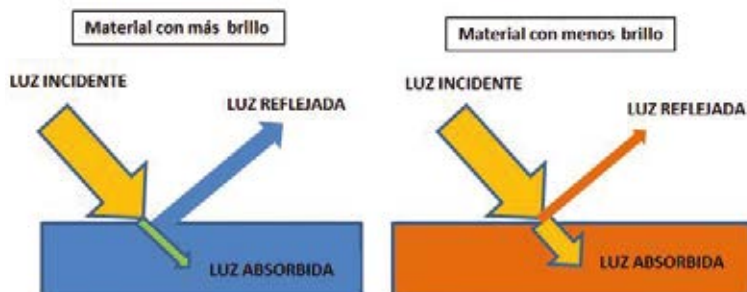 Material con más brillo
LUZ INCIDENTE
LUZ REFLEJADA
LUZ ABSORBIDA
Material con menos brillo
LUZ INCIDENTE
LUZ REFLEJADA
LUZ ABSORBIDA